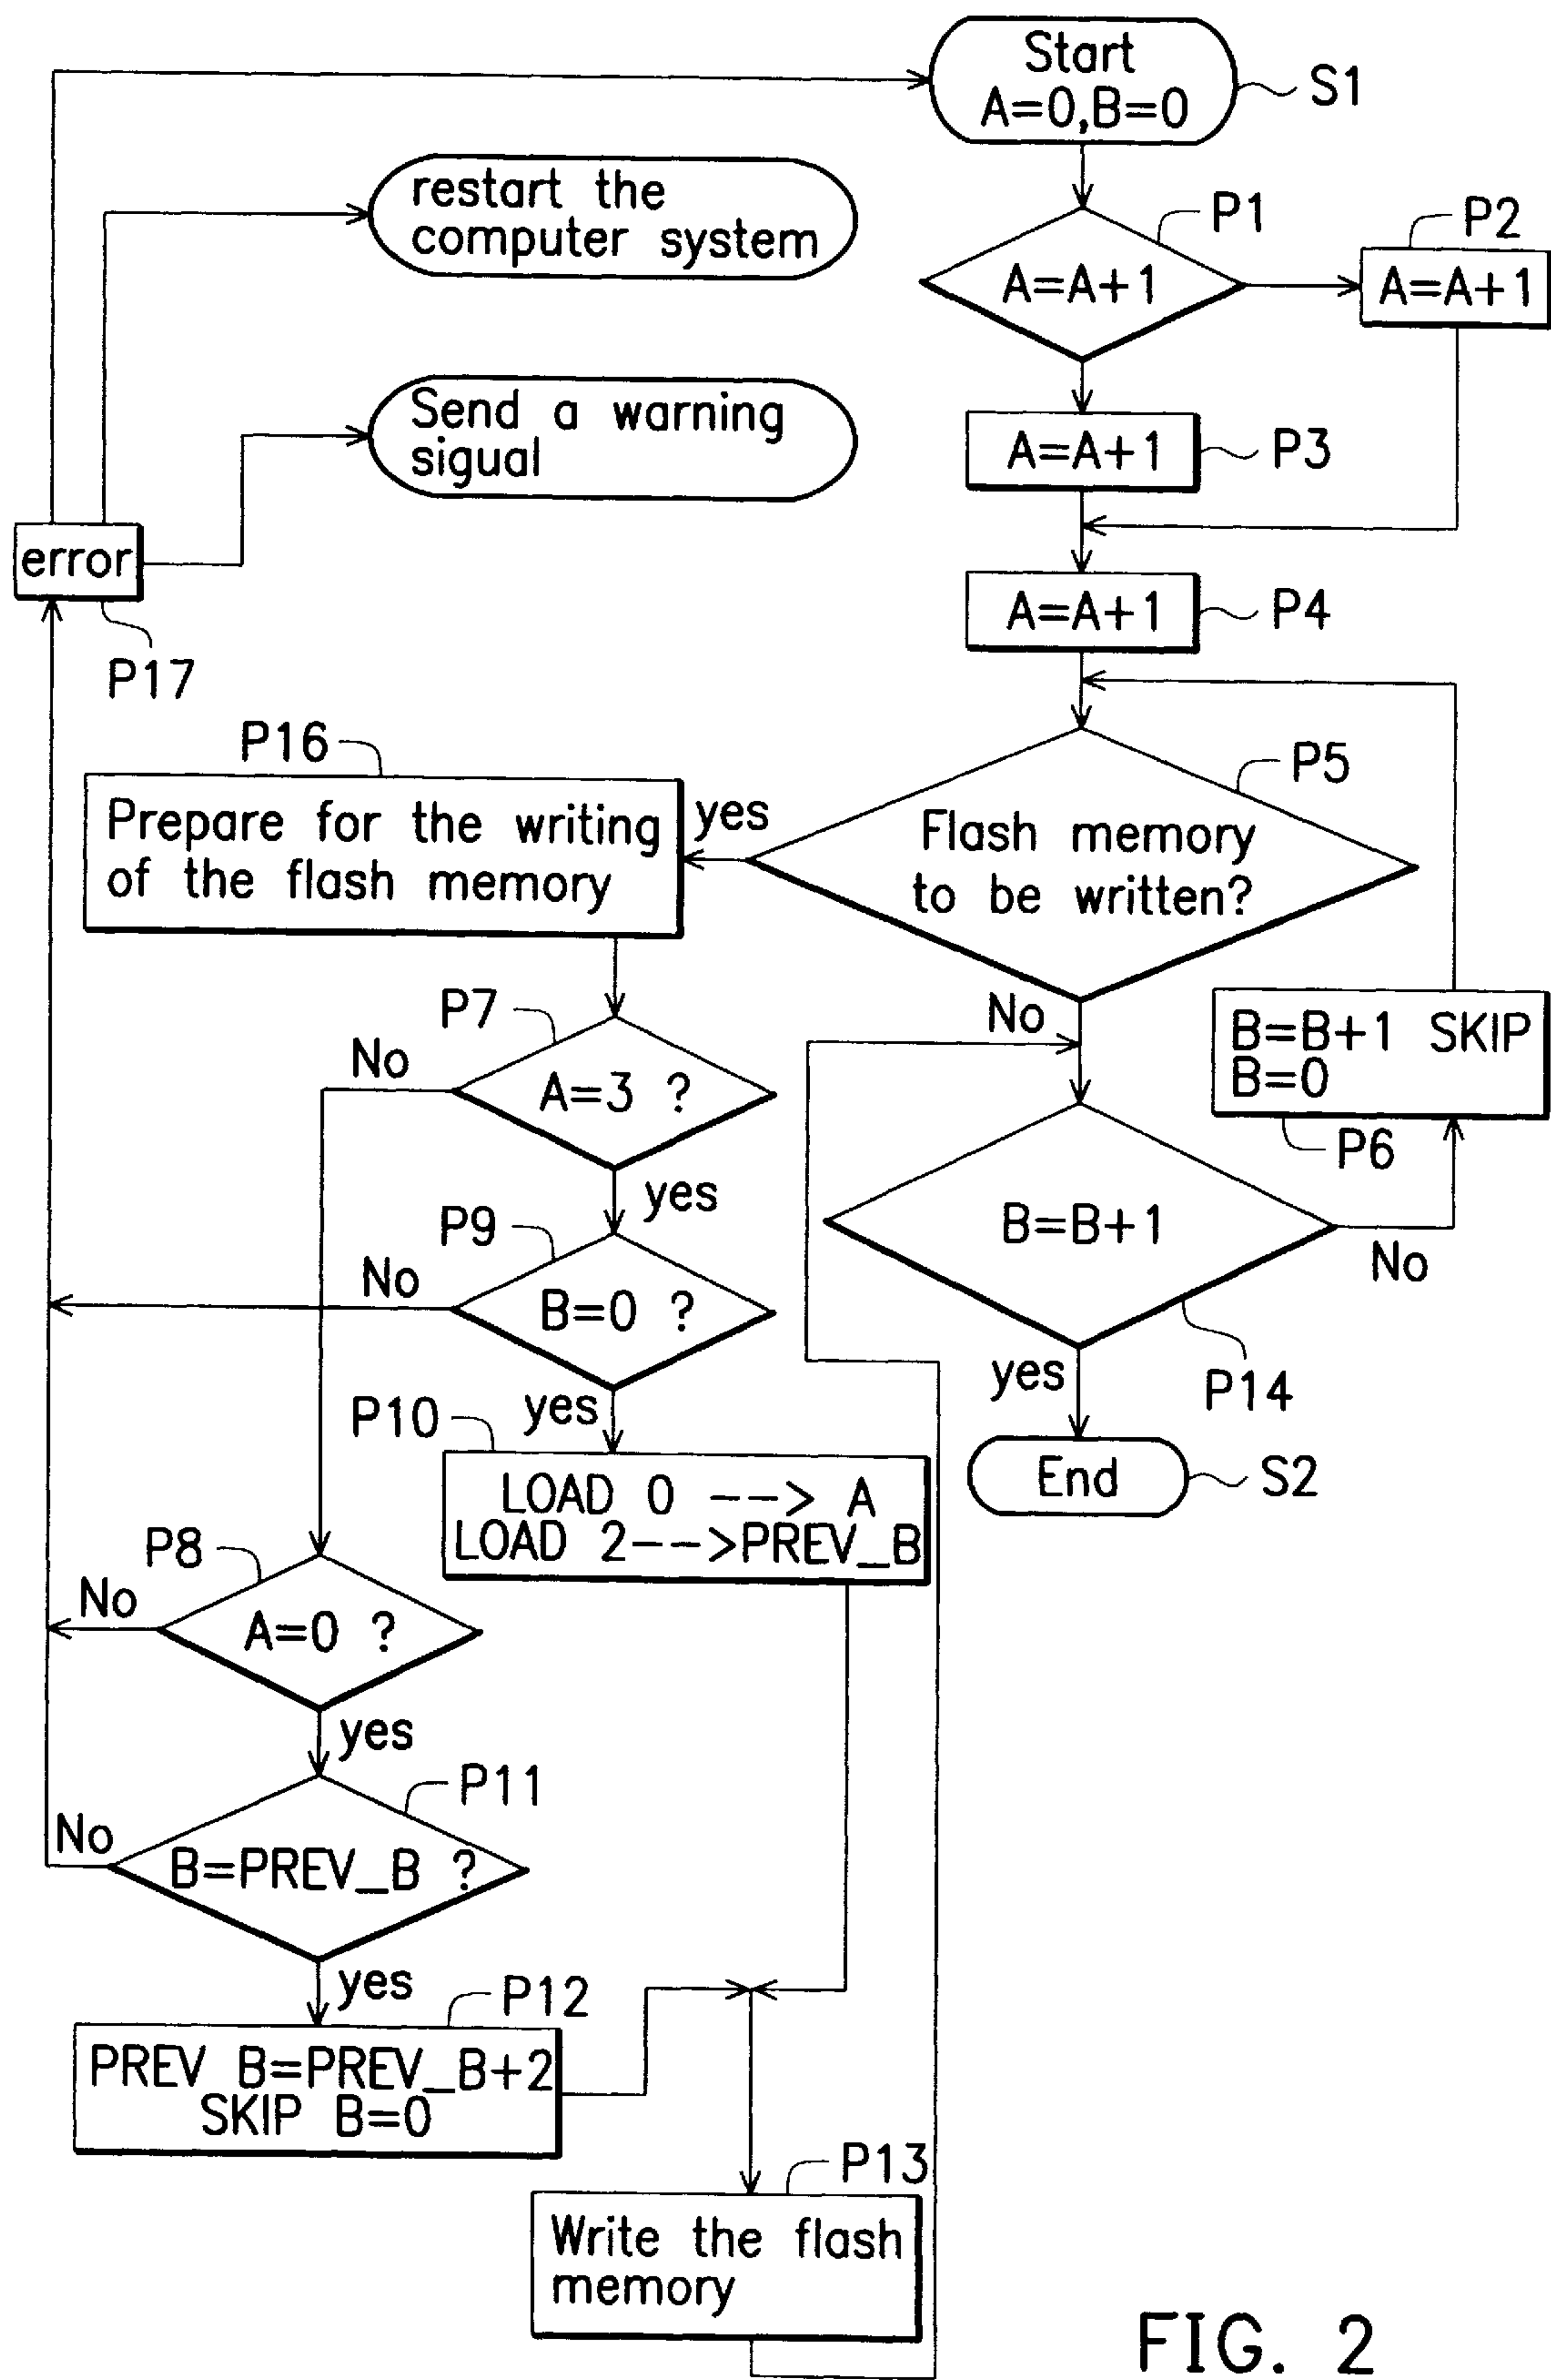 Start
A=0,B=0
S1
restart the
computer system
P1
P2
A=A+1
A=A+1
Send a warning
sigual
A=A+1
P3
error
A=A+1
P4
P17
P16
P5
Prepare for the writing
of the flash memory
yes
Flash memory
to be written?
P7
No
B=B+1 SKIP
B=0
No
A=3 ?
P6
yes
P9
B=B+1
No
No
B=0 ?
yes
P14
yes
P10
End
S2
LOAD 0 --> A
LOAD 2-->PREV_B
P8
No
A=0 ?
yes
P11
No
B=PREV_B ?
yes
P12
PREV B=PREV_B+2
SKIP B=0
P13
Write the flash
memory
FIG. 2